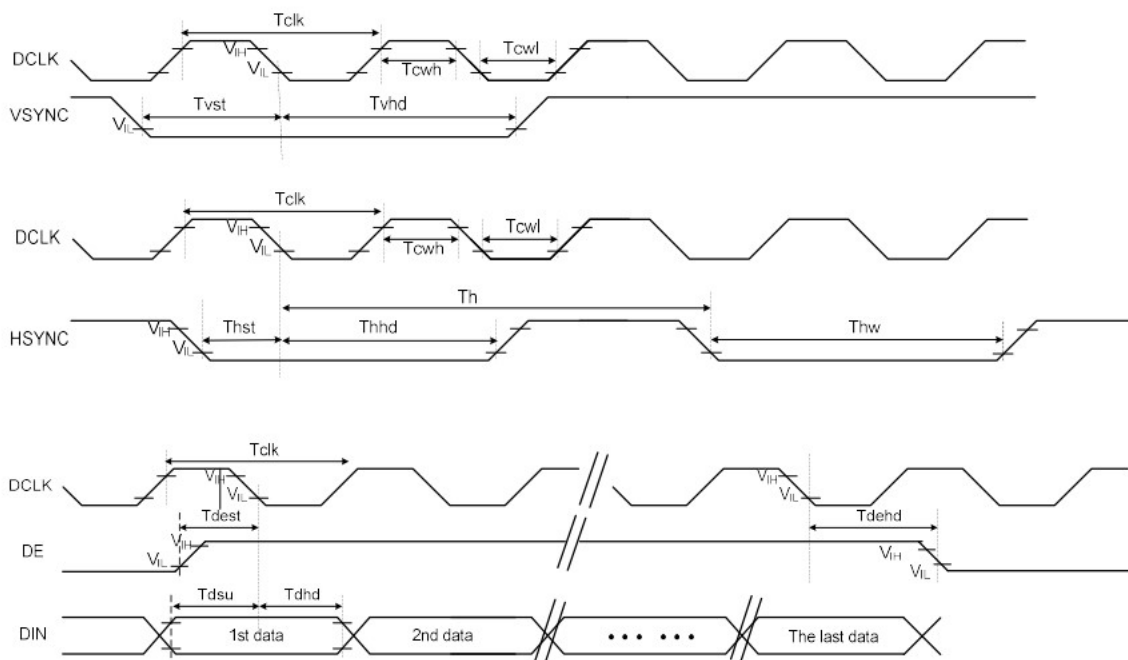 Tclk
DCLK
VIH
VIL
Tcwh
Tcwl
VSYNC
VIL
Tvst
Tvhd
Tclk
DCLK
VIH
VIL
Tcwh
Tcwl
Th
HSYNC
VIH
VIL
Thst
Thhd
Thw
Tclk
DCLK
VIH
VIL
VIH
VIL
Tdest
Tdehd
DE
VIH
VIL
VIH
VIL
Tdsu
Tdhd
DIN
1st data
2nd data
••• •••
The last data